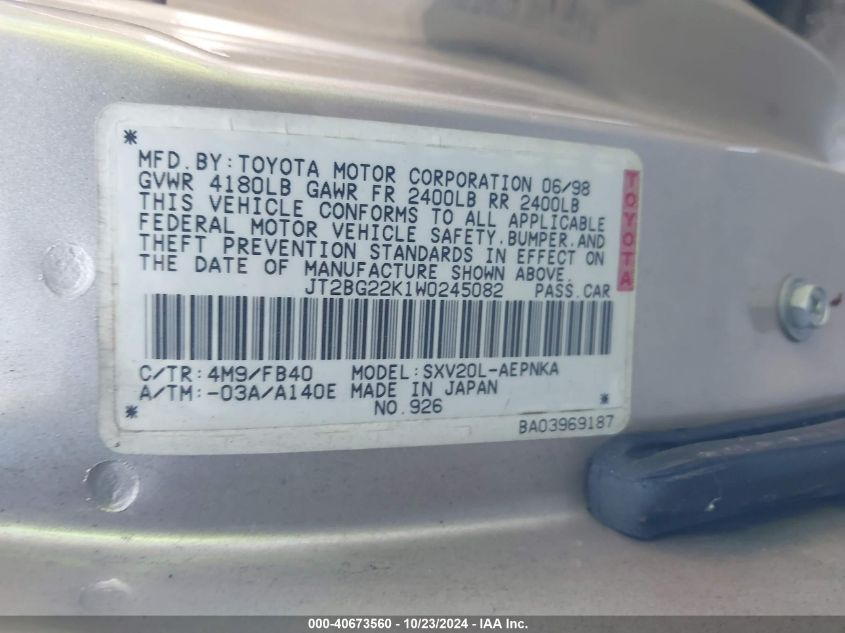 *
MFD.BY:TOYOTA MOTOR CORPORATION 06/98
GVWR 4180LB GAWR FR 2400LB RR 2400LB
THIS VEHICLE CONFORMS TO ALL APPLICABLE
FEDERAL MOTOR VEHICLE SAFETY,BUMPER,AND
THEFT PREVENTION STANDARDS IN EFFECT ON
THE DATE OF MANUFACTURE SHOWN ABOVE.
JT2BG22K1W0245082 PASS.CAR
TOYOTA
C/TR:4M9/FB40 MODEL:SXV20L-AEPNKA
A/TM:-03A/A140E MADE IN JAPAN
* NO.926 *
BA03969187
000-40673560 - 10/23/2024 - IAA, Inc.